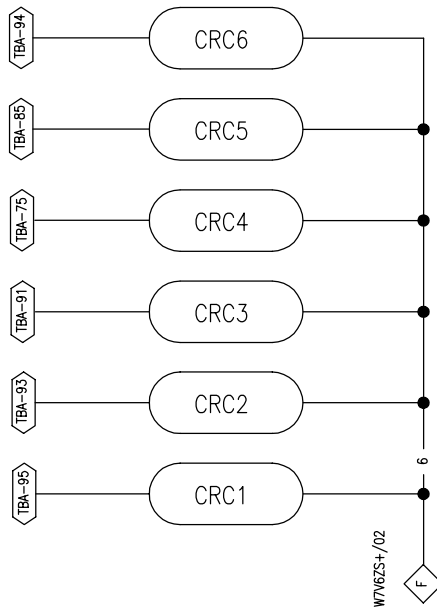 TBA-94
CRC6
TBA-85
CRC5
TBA-75
CRC4
TBA-91
CRC3
TBA-93
CRC2
6
TBA-95
CRC1
W7V6ZS+/02
F